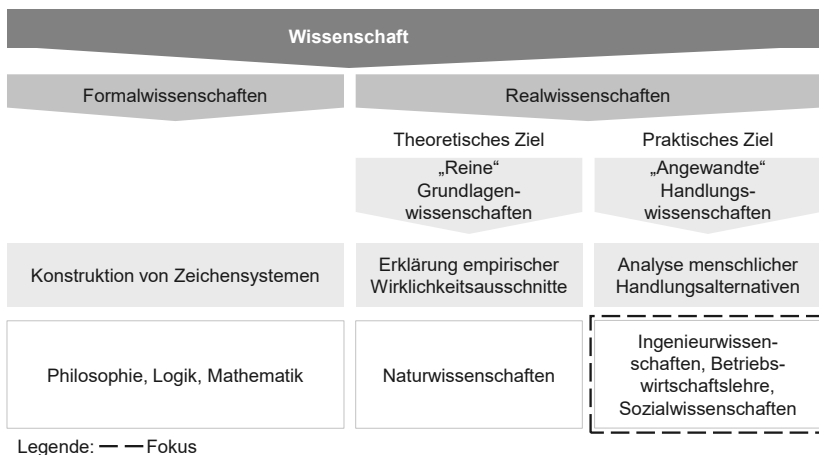 Wissenschaft
Formalwissenschaften
Realwissenschaften
Theoretisches Ziel
Praktisches Ziel
„Reine“
Grundlagen-
wissenschaften
„Angewandte“
Handlungs-
wissenschaften
Konstruktion von Zeichensystemen
Erklärung empirischer
Wirklichkeitsausschnitte
Analyse menschlicher
Handlungsalternativen
Philosophie, Logik, Mathematik
Naturwissenschaften
Ingenieurwissen-
schaften, Betriebs-
wirtschaftslehre,
Sozialwissenschaften
Legende: — — Fokus